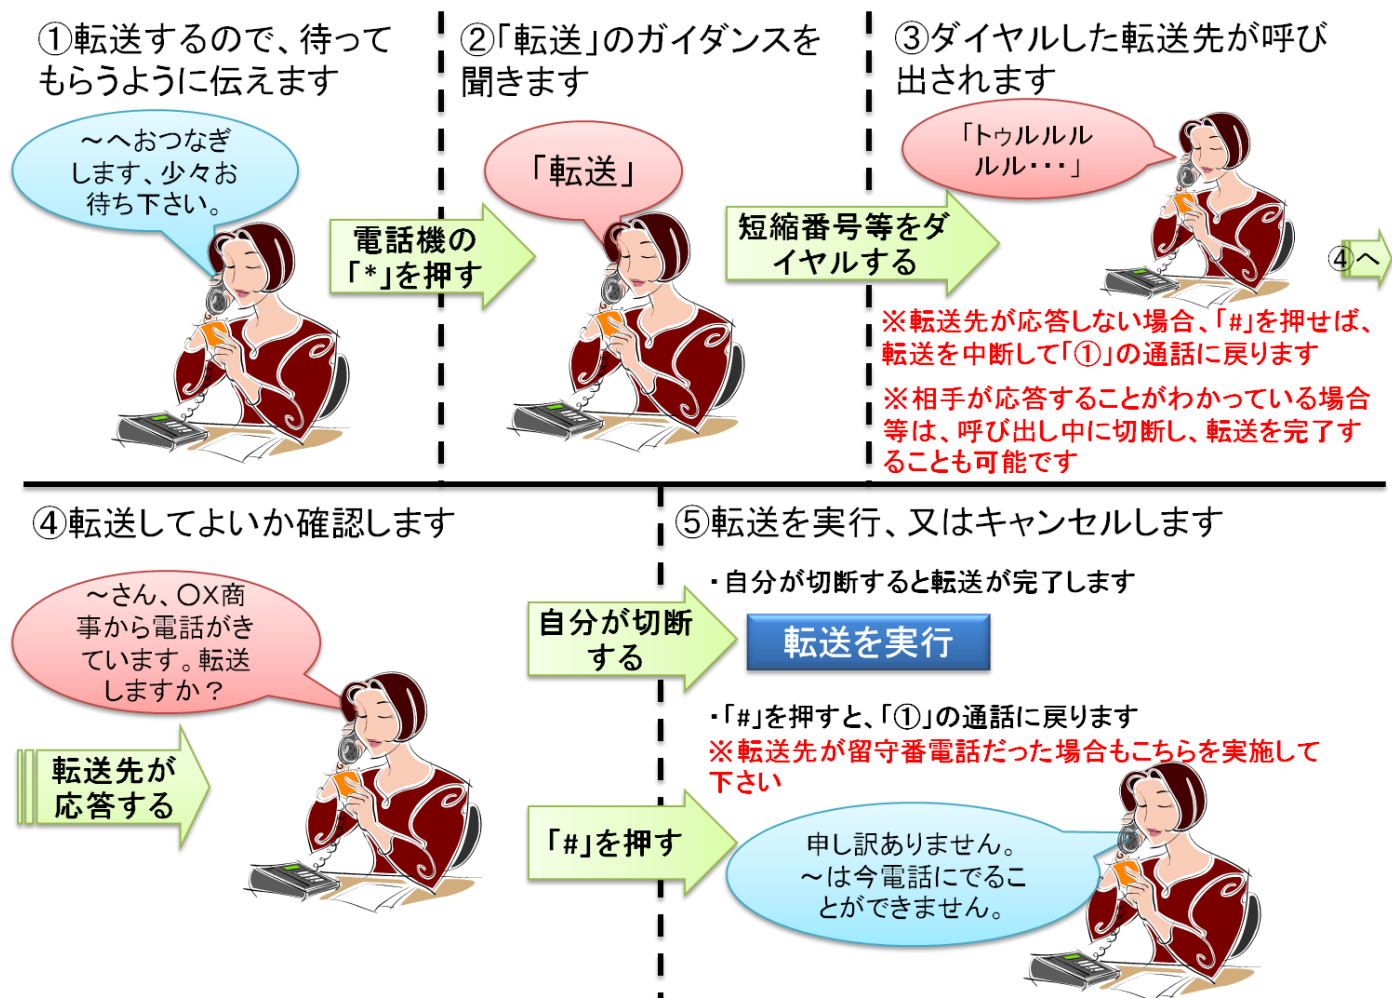 ①転送するので、待って
もらうように伝えます
～へおつなぎ
します、少々お
待ち下さい。
電話機の
「*」を押す
②「転送」のガイダンスを
聞きます
「転送」
短縮番号等をダ
イヤルする
③ダイヤルした転送先が呼び
出されます
「トゥルルル
ルル・・・」
④へ
※転送先が応答しない場合、「#」を押せば、
転送を中断して「①」の通話に戻ります
※相手が応答することがわかっている場合
等は、呼び出し中に切断し、転送を完了す
ることも可能です
④転送してよいか確認します
～さん、〇X商
事から電話がき
ています。転送
しますか？
転送先が
応答する
自分が切断
する
「#」を押す
⑤転送を実行、又はキャンセルします
・自分が切断すると転送が完了します
転送を実行
・「#」を押すと、「①」の通話に戻ります
※転送先が留守番電話だった場合もこちらを実施して
下さい
申し訳ありません。
～は今電話にでるこ
とができません。